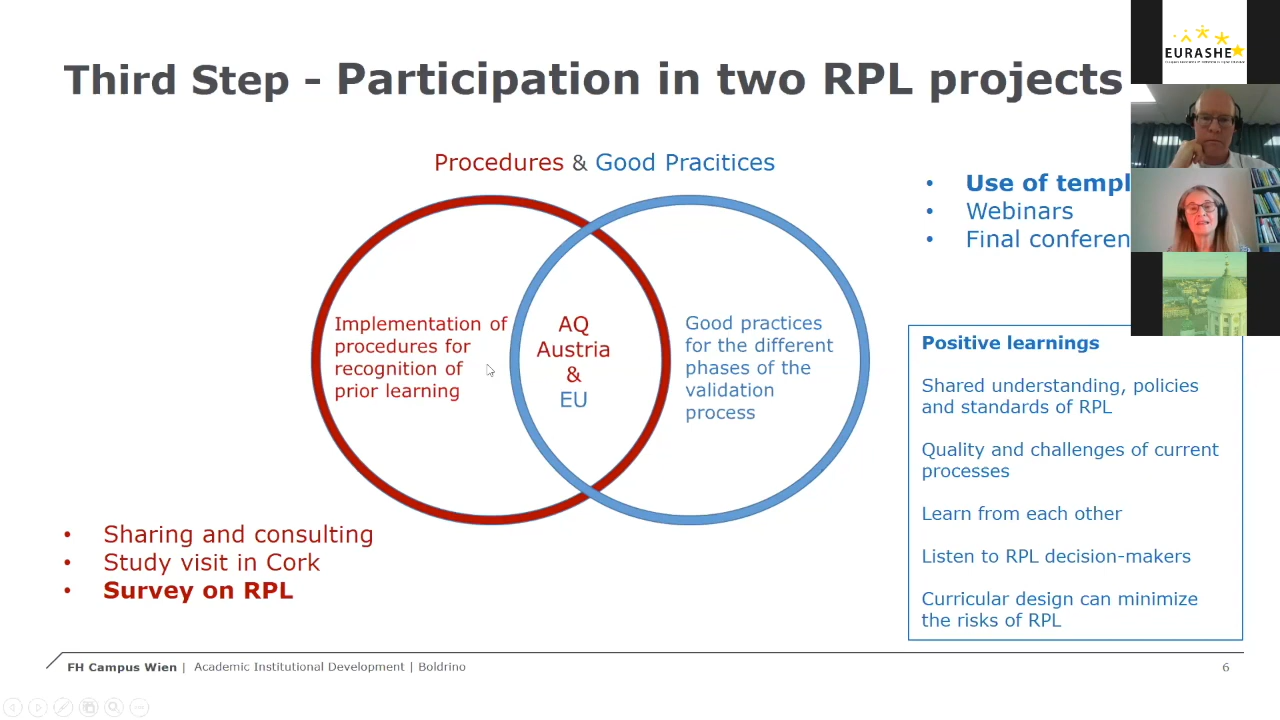 Third Step - Participation in two RPL projects
EURASHE
Procedures & Good Pracitices
• Use of templ
• Webinars
• Final conferen
Implementation of
procedures for
recognition of
prior learning
AQ
Austria
&
EU
Good practices
for the different
phases of the
validation
process
Positive learnings
Shared understanding, policies
and standards of RPL
Quality and challenges of current
processes
Learn from each other
Listen to RPL decision-makers
Curricular design can minimize
the risks of RPL
• Sharing and consulting
• Study visit in Cork
• Survey on RPL
FH Campus Wien | Academic Institutional Development | Boldrino
6